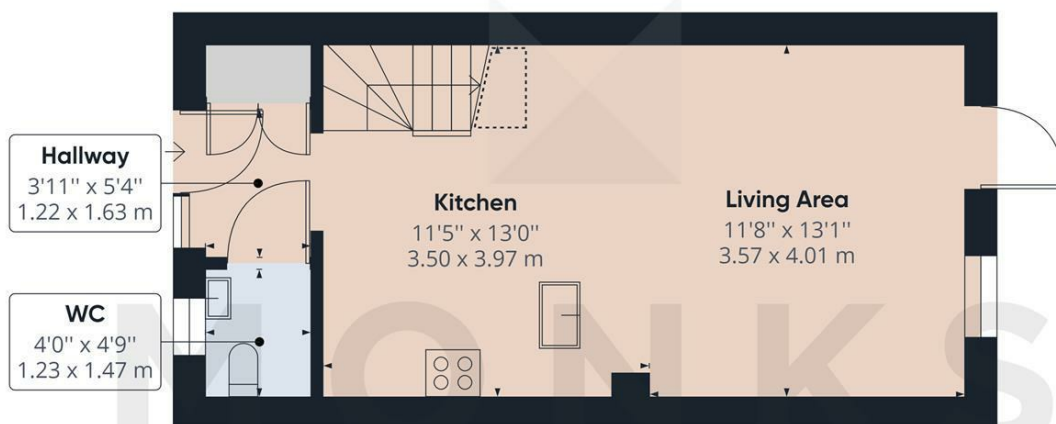 Hallway
3'11" x 5'4"
1.22 x 1.63 m
WC
4'0" x 4'9"
1.23 x 1.47 m
Kitchen
11'5" x 13'0"
3.50 x 3.97 m
Living Area
11'8" x 13'1"
3.57 x 4.01 m
MONKS